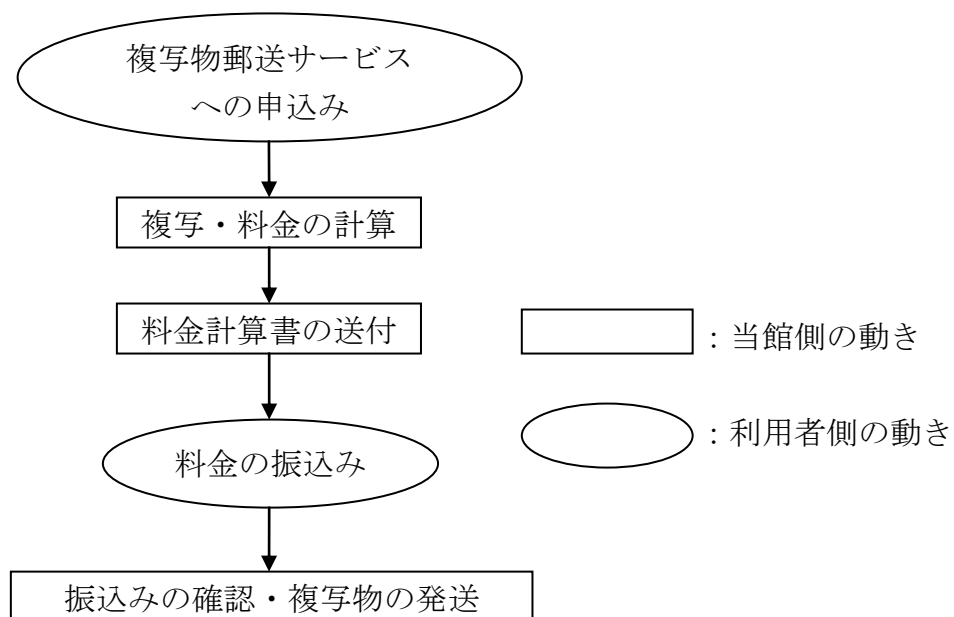 複写物郵送サービス
への申込み
複写・料金の計算
料金計算書の送付
：当館側の動き
：利用者側の動き
料金の振込み
振込みの確認・複写物の発送